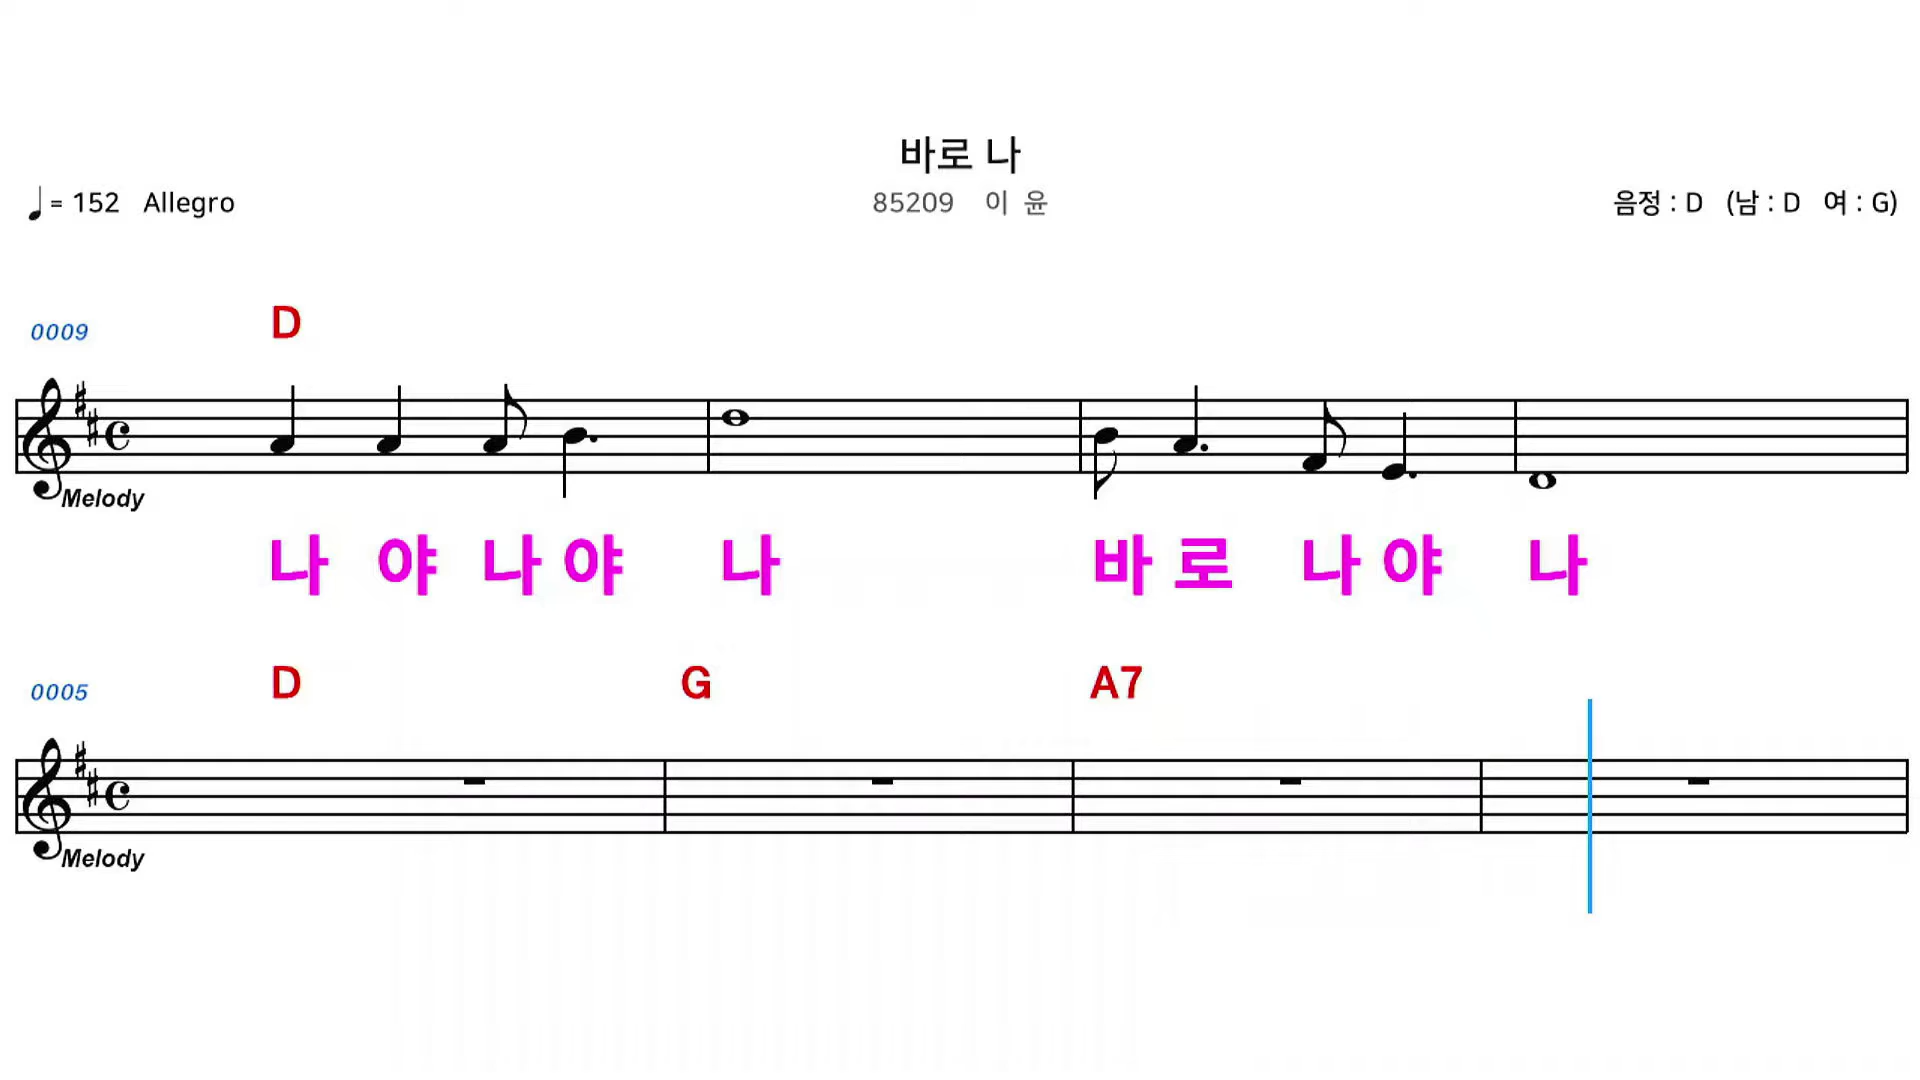 바로 나
♩ = 152 Allegro
85209 이 윤
음정 : D (남 : D 여 : G)
0009
D
Melody
나 야 나 야 나 바 로 나 야 나
0005
D G A7
Melody